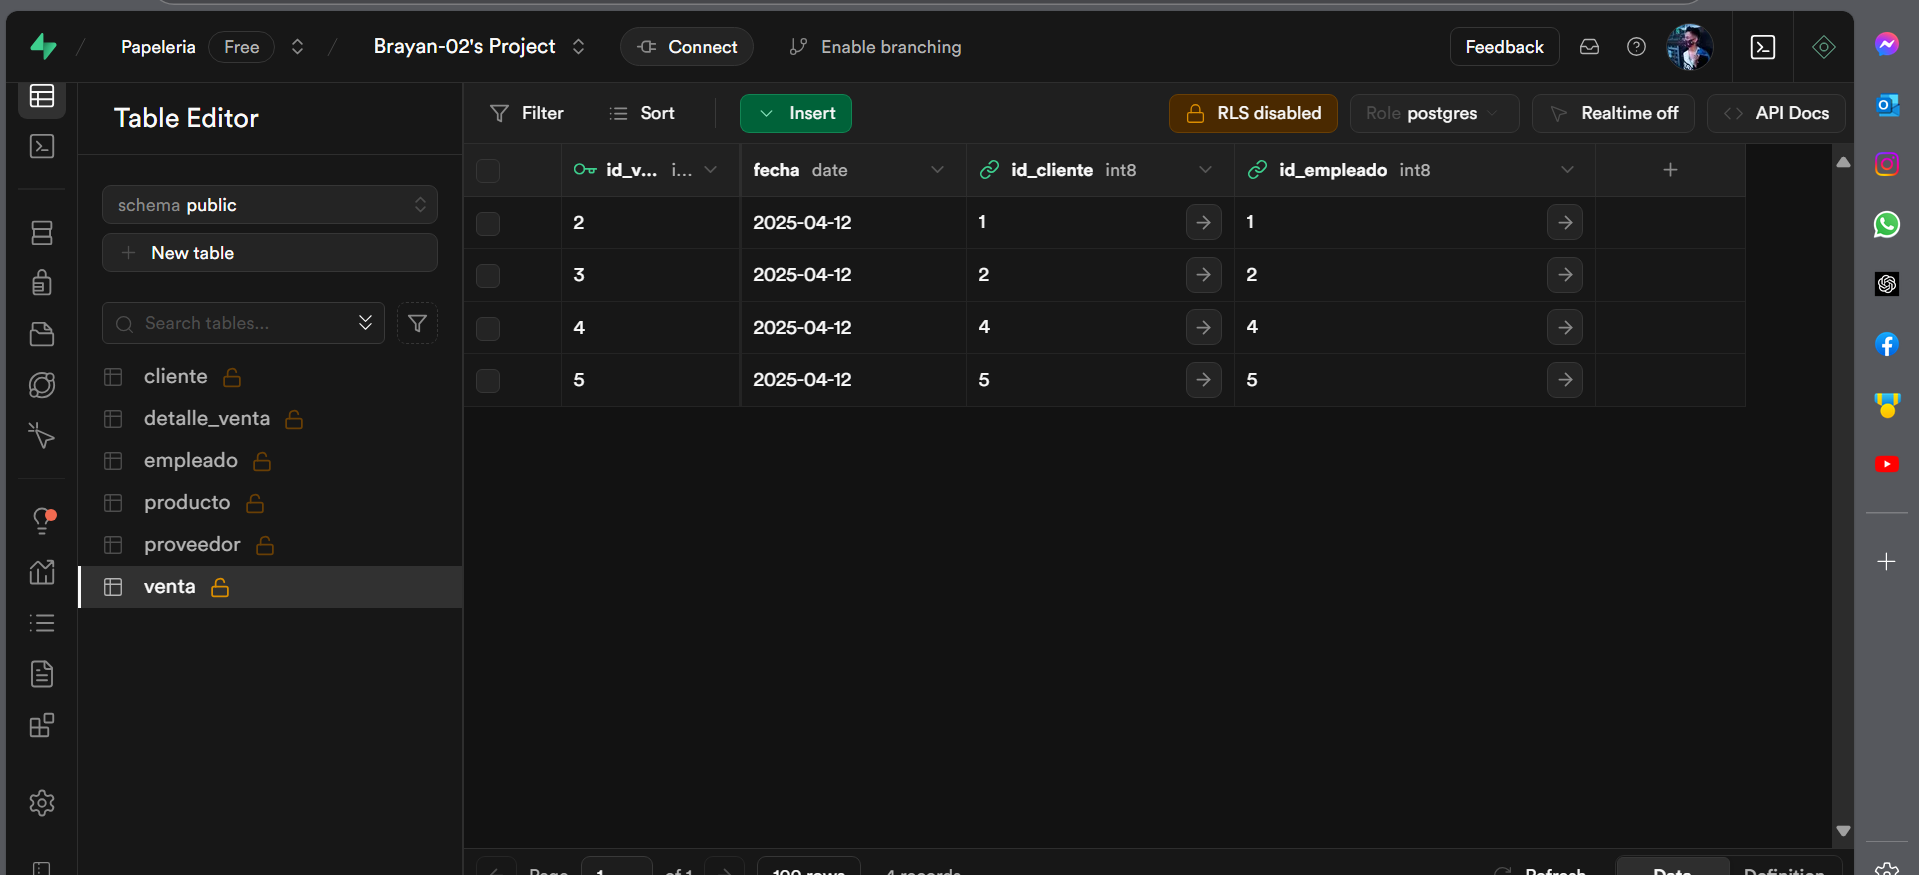 Papeleria Free Brayan-02's Project Connect Enable branching Feedback
Table Editor
Filter Sort Insert RLS disabled Role postgres Realtime off API Docs
id_v... i... fecha date id_cliente int8 id_empleado int8
schema public
New table
Search tables...
cliente
detalle_venta
empleado
producto
proveedor
venta
2 2025-04-12 1 1
3 2025-04-12 2 2
4 2025-04-12 4 4
5 2025-04-12 5 5
Page 1 of 1 100 rows 4 records Refresh Data Definition